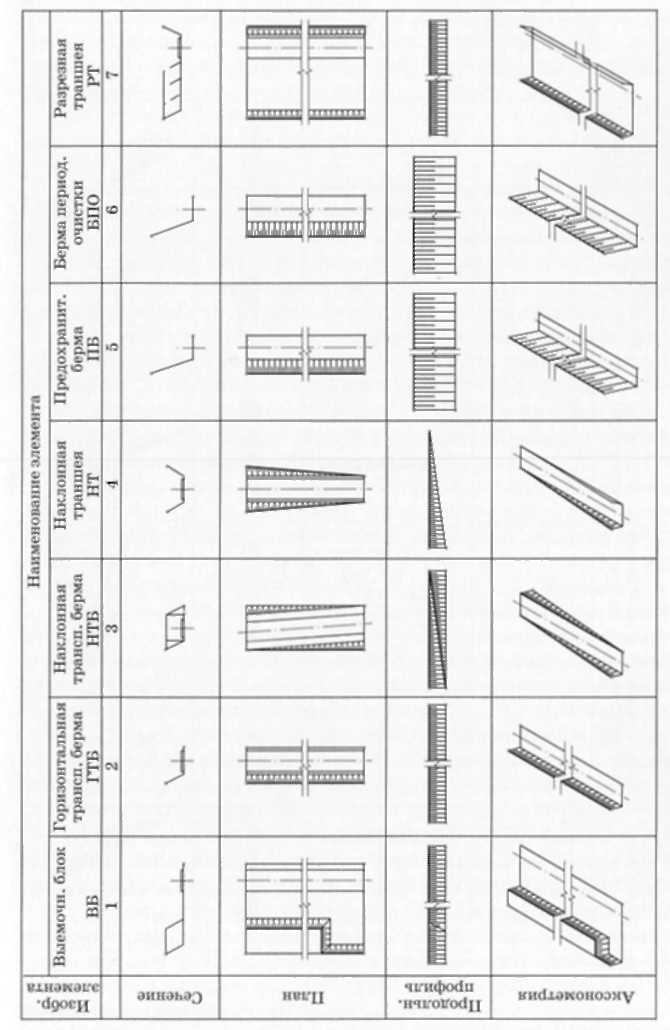 Изобр.
элемента
Наименование элемента
Выемочн. блок
ВБ
Горизонтальная
трансп. берма
ГТБ
Наклонная
трансп. берма
НТБ
Наклонная
траншея
НТ
Предохранит.
берма
ПБ
Берма период.
очистки
БПО
Разрезная
траншея
РТ
1
2
3
4
5
6
7
Сечение
План
Продольн.
профиль
Аксонометрия